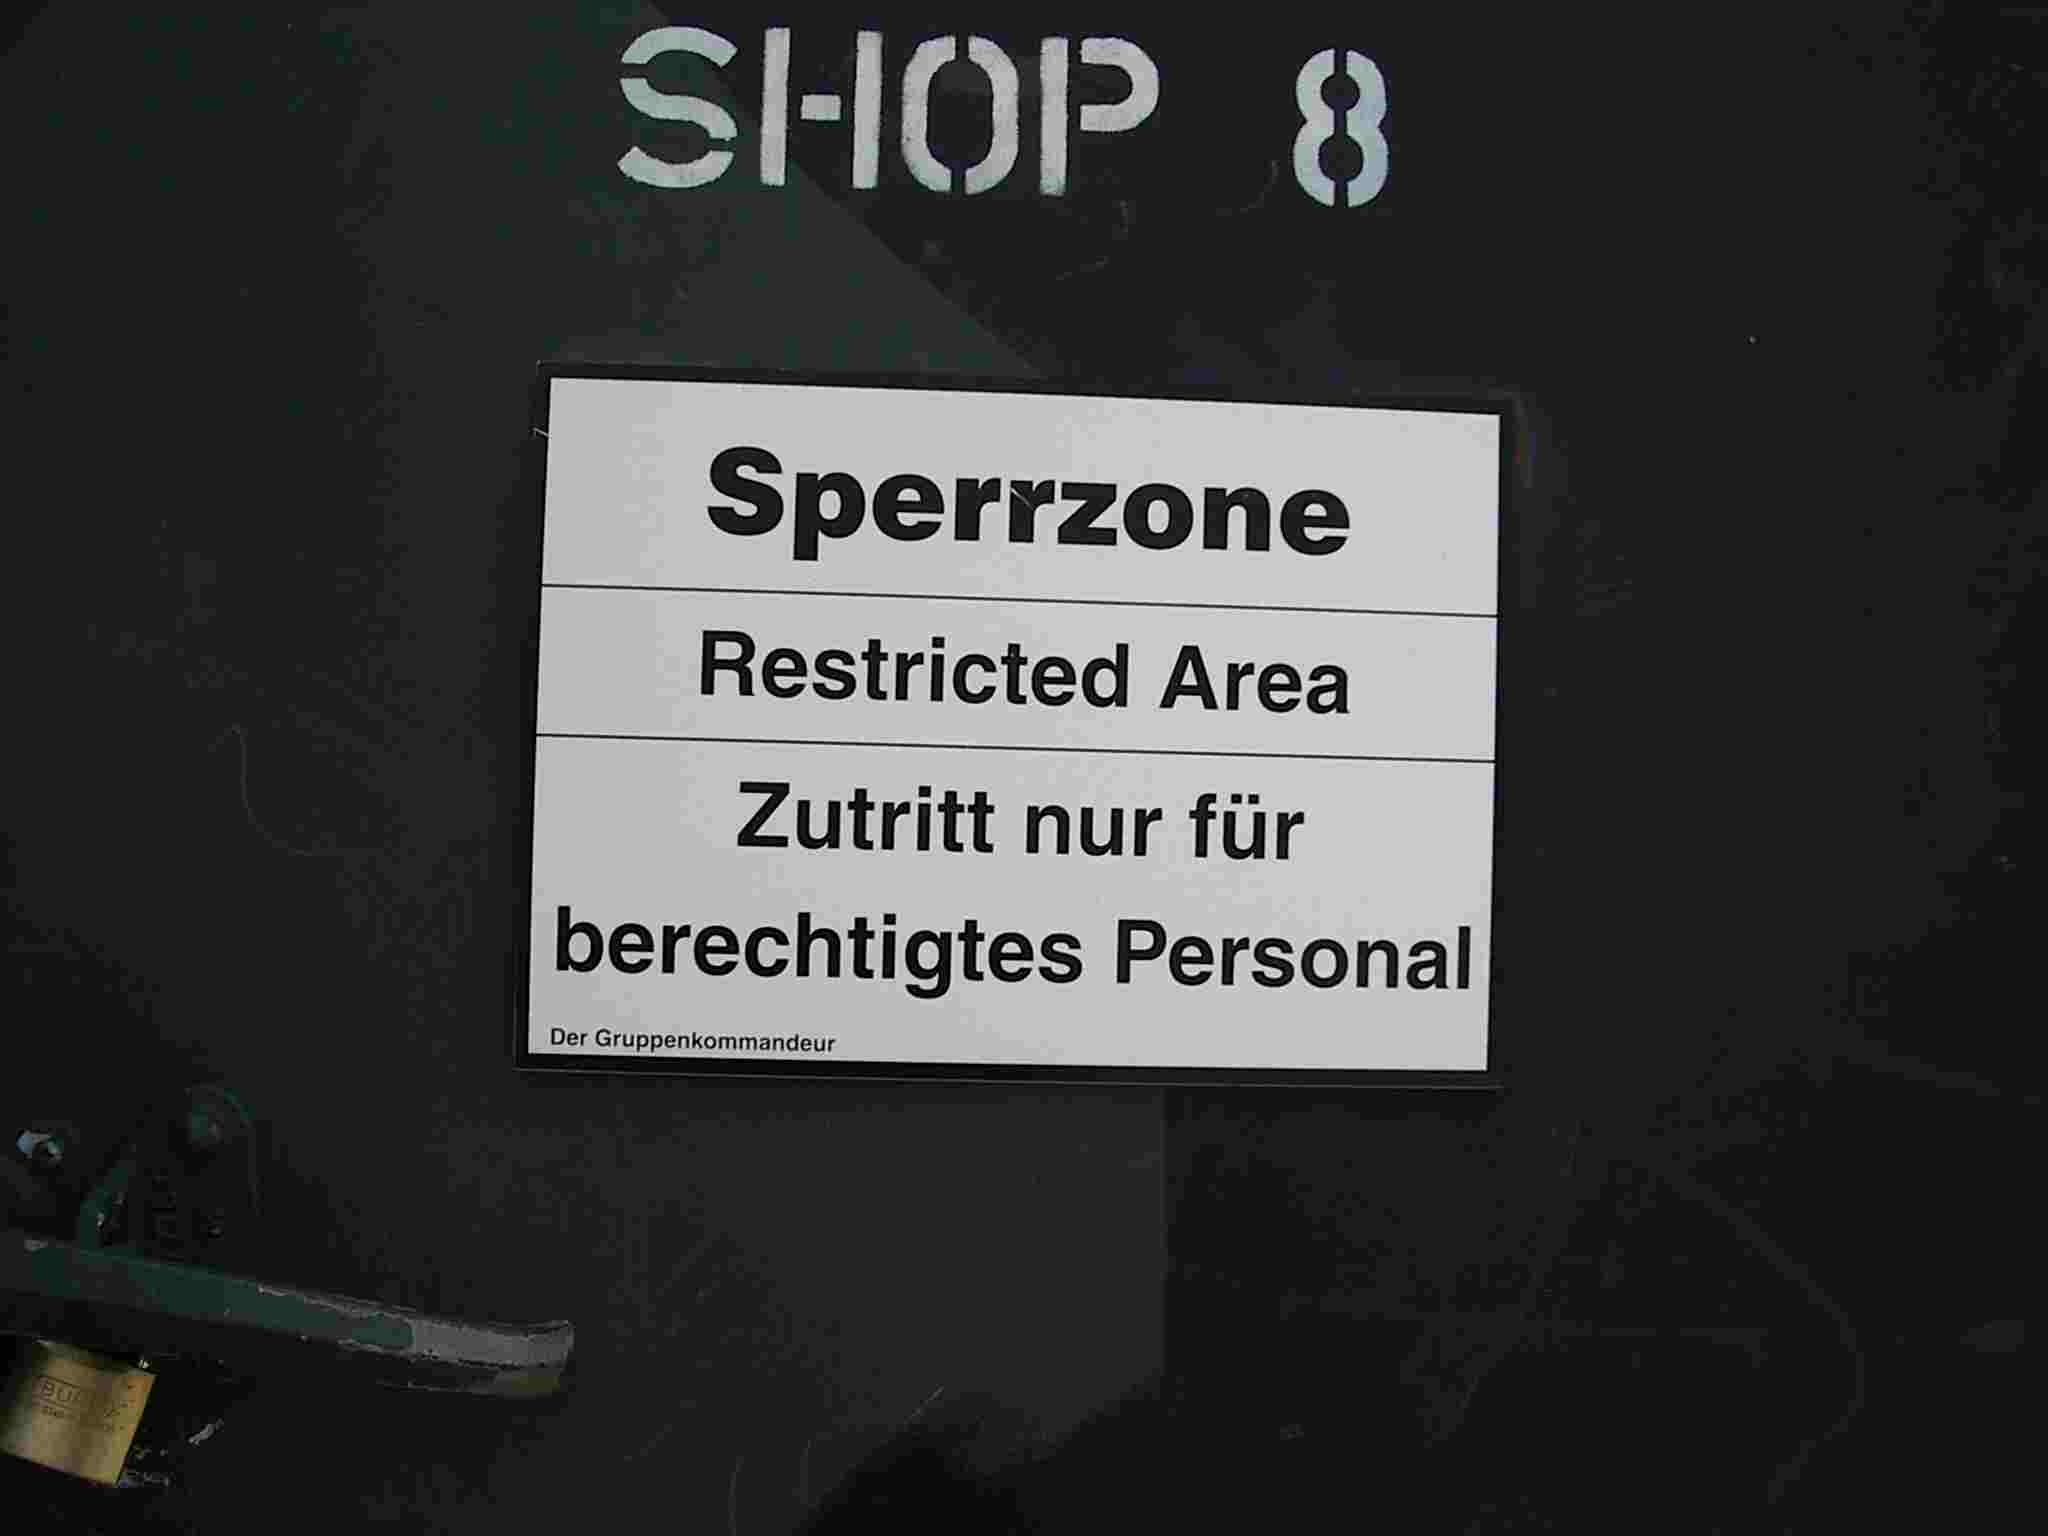 SHOP 8
Sperrzone
Restricted Area
Zutritt nur für
berechtigtes Personal
Der Gruppenkommandeur